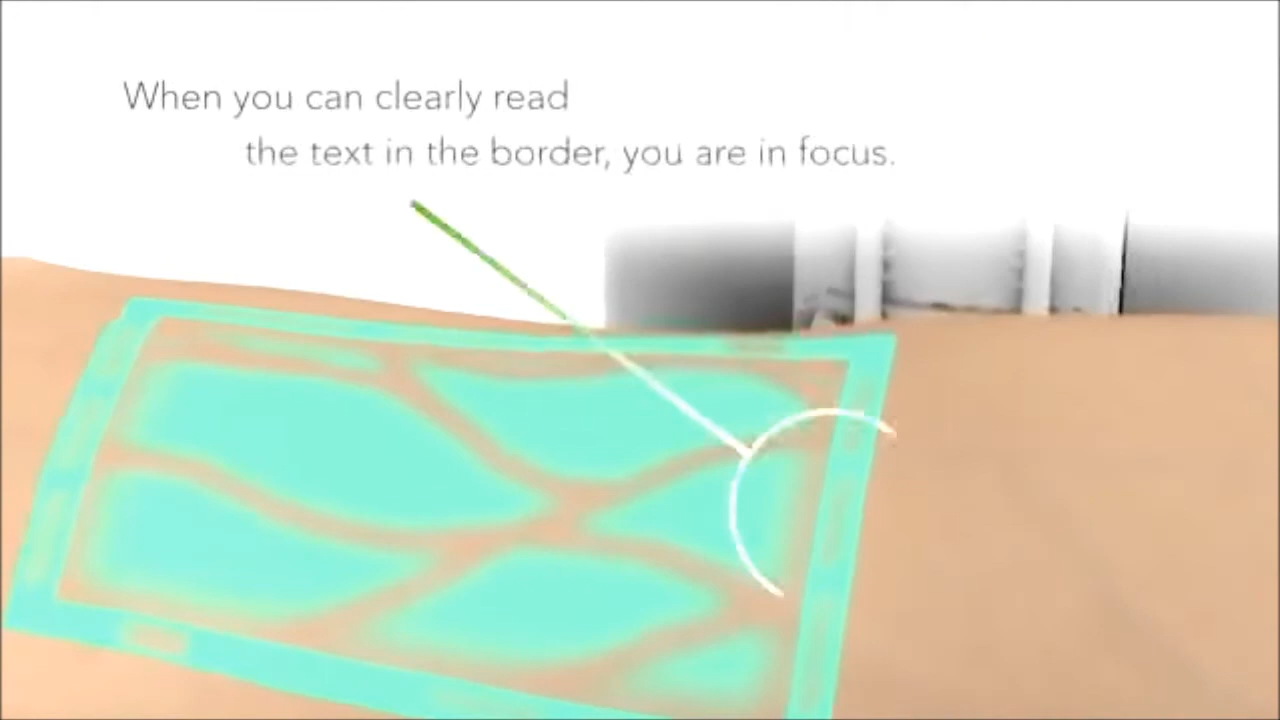 When you can clearly read
the text in the border, you are in focus.